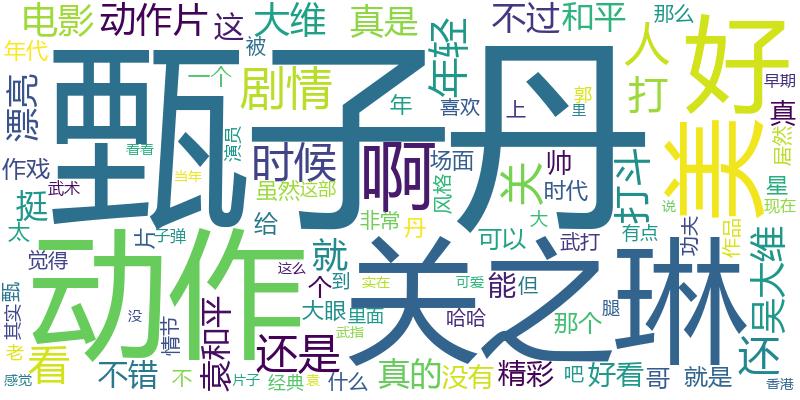 电影
动作片
这
大维
真是
不过
和平
那么
年代
被
年轻
人
好
早期
漂亮
甄子丹
剧情
一个
年
喜欢
上
打
郭
里
真
作戏
看看
演员
时候
啊
场面
关
帅
打斗
美
星
居然
武术
当年
虽然
这部
风格
时代
挺
太
片
子弹
给
非常
丹
可以
武打
大
有点
功夫
作品
说
现在
动作
觉得
就
关之琳
吴大维
这么
个
到
实在
可爱
能
但
那个
腿
其实
甄
没
袁和平
大眼
里面
武指
哈哈
还
老
看
情节
还是
感觉
不错
不
片子
经典
袁
什么
真的
没有
精彩
吧
好看
哥
就是
香港